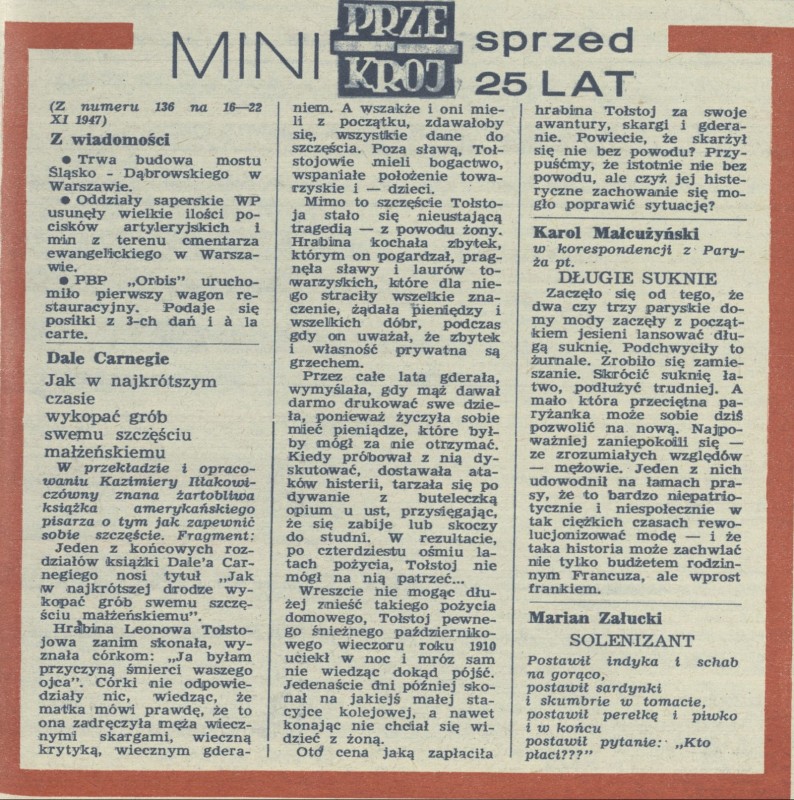 MINI PRZE KRÓJ sprzed 25 LAT
(Z numeru 136 na 16—22
XI 1947)
Z wiadomości
● Trwa budowa mostu
Śląsko - Dąbrowskiego w
Warszawie.
● Oddziały saperskie WP
usunęły wielkie ilości po-
cisków artyleryjskich i
min z terenu cmentarza
ewangelickiego w Warsza-
wie.
● PBP „Orbis” urucho-
miło pierwszy wagon re-
stauracyjny. Podaje się
posiłki z 3-ch dań i à la
carte.
Dale Carnegie
Jak w najkrótszym
czasie
wykopać grób
swemu szczęściu
małżeńskiemu
W przekładzie i opraco-
waniu Kazimiery Iłłakowi-
czówny znana żartobliwa
książka amerykańskiego
pisarza o tym jak zapewnić
sobie szczęście. Fragment:
Jeden z końcowych roz-
działów książki Dale'a Car-
negiego nosi tytuł „Jak
w najkrótszej drodze wy-
kopać grób swemu szczę-
ściu małżeńskiemu”.
Hrabina Leonowa Tołsto-
jowa zanim skonała, wy-
znała córkom: „Ja byłam
przyczyną śmierci waszego
ojca”. Córki nie odpowie-
działy nic, wiedząc, że
matka mówi prawdę, że to
ona zadręczyła męża wiecz-
nymi skargami, wieczną
krytyką, wiecznym gdera-
niem. A wszakże i oni mie-
li z początku, zdawałoby
się, wszystkie dane do
szczęścia. Poza sławą, Toł-
stojowie mieli bogactwo,
wspaniałe położenie towa-
rzyskie i — dzieci.
Mimo to szczęście Tołsto-
ja stało się nieustającą
tragedią — z powodu żony.
Hrabina kochała zbytek,
którym on pogardzał, prag-
nęła sławy i laurów to-
warzyskich, które dla nie-
go straciły wszelkie zna-
czenie, żądała pieniędzy i
wszelkich dóbr, podczas
gdy on uważał, że zbytek
i własność prywatna są
grzechem.
Przez całe lata gderała,
wymyślała, gdy mąż dawał
darmo drukować swe dzie-
ła, ponieważ życzyła sobie
mieć pieniądze, które był-
by mógł za nie otrzymać.
Kiedy próbował z nią dy-
skutować, dostawała ata-
ków histerii, tarzała się po
dywanie z buteleczką
opium u ust, przysięgając,
że się zabije lub skoczy
do studni. W rezultacie,
po czterdziestu ośmiu la-
tach pożycia, Tołstoj nie
mógł na nią patrzeć...
Wreszcie nie mogąc dłu-
żej znieść takiego pożycia
domowego, Tołstoj pewne-
go śnieżnego październiko-
wego wieczoru roku 1910
uciekł w noc i mróz sam
nie wiedząc dokąd pójść.
Jedenaście dni później sko-
nał na jakiejś małej sta-
cyjce kolejowej, a nawet
konając nie chciał się wi-
dzieć z żoną.
Oto cena jaką zapłaciła
hrabina Tołstoj za swoje
awantury, skargi i gdera-
nie. Powiecie, że skarżył
się nie bez powodu? Przy-
puśćmy, że istotnie nie bez
powodu, ale czyż jej histe-
ryczne zachowanie się mo-
gło poprawić sytuację?
Karol Małcużyński
w korespondencji z Pary-
ża pt.
DŁUGIE SUKNIE
Zaczęło się od tego, że
dwa czy trzy paryskie do-
my mody zaczęły z począt-
kiem jesieni lansować dłu-
gą suknię. Podchwyciły to
żurnale. Zrobiło się zamie-
szanie. Skrócić suknię ła-
two, podłużyć trudniej. A
mało która przeciętna pa-
ryżanka może sobie dziś
pozwolić na nową. Najpo-
ważniej zaniepokoili się —
ze zrozumiałych względów
— mężowie. Jeden z nich
udowodnił na łamach pra-
sy, że to bardzo niepatrio-
tycznie i niespołecznie w
tak ciężkich czasach rewo-
lucjonizować modę — i że
taka historia może zachwiać
nie tylko budżetem rodzin-
nym Francuza, ale wprost
frankiem.
Marian Załucki
SOLENIZANT
Postawił indyka i schab
na gorąco,
postawił sardynki
i skumbrie w tomacie,
postawił perełkę i piwko
i w końcu
postawił pytanie: „Kto
płaci???”